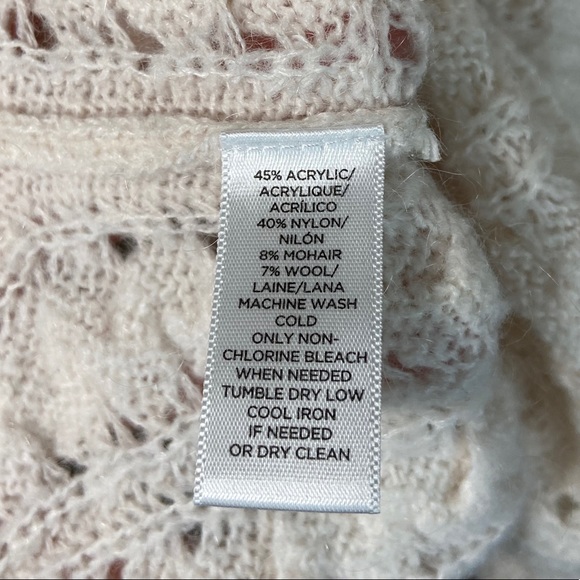 45% ACRYLIC/
ACRYLIQUE/
ACRÍLICO
40% NYLON/
NILÓN
8% MOHAIR
7% WOOL/
LAINE/LANA
MACHINE WASH
COLD
ONLY NON-
CHLORINE BLEACH
WHEN NEEDED
TUMBLE DRY LOW
COOL IRON
IF NEEDED
OR DRY CLEAN